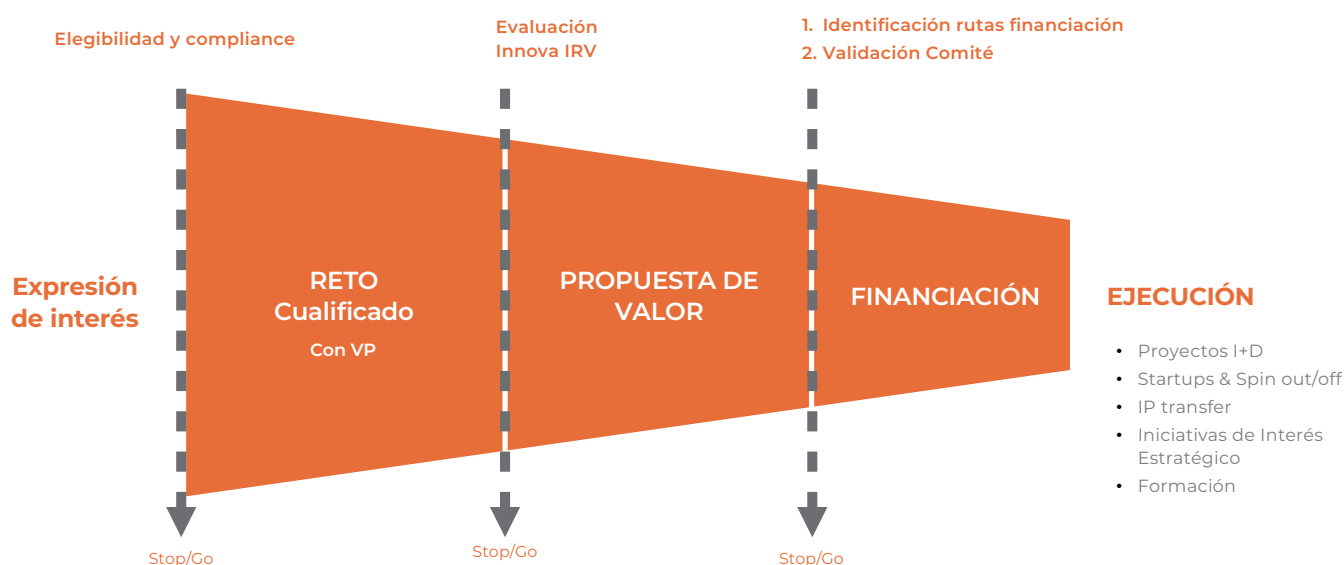 Elegibilidad y compliance
Evaluación
Innova IRV
1. Identificación rutas financiación
2. Validación Comité
Expresión
de interés
RETO
Cualificado
Con VP
PROPUESTA DE
VALOR
FINANCIACIÓN
EJECUCIÓN
• Proyectos I+D
• Startups & Spin out/off
• IP transfer
• Iniciativas de Interés
Estratégico
• Formación
Stop/Go
Stop/Go
Stop/Go